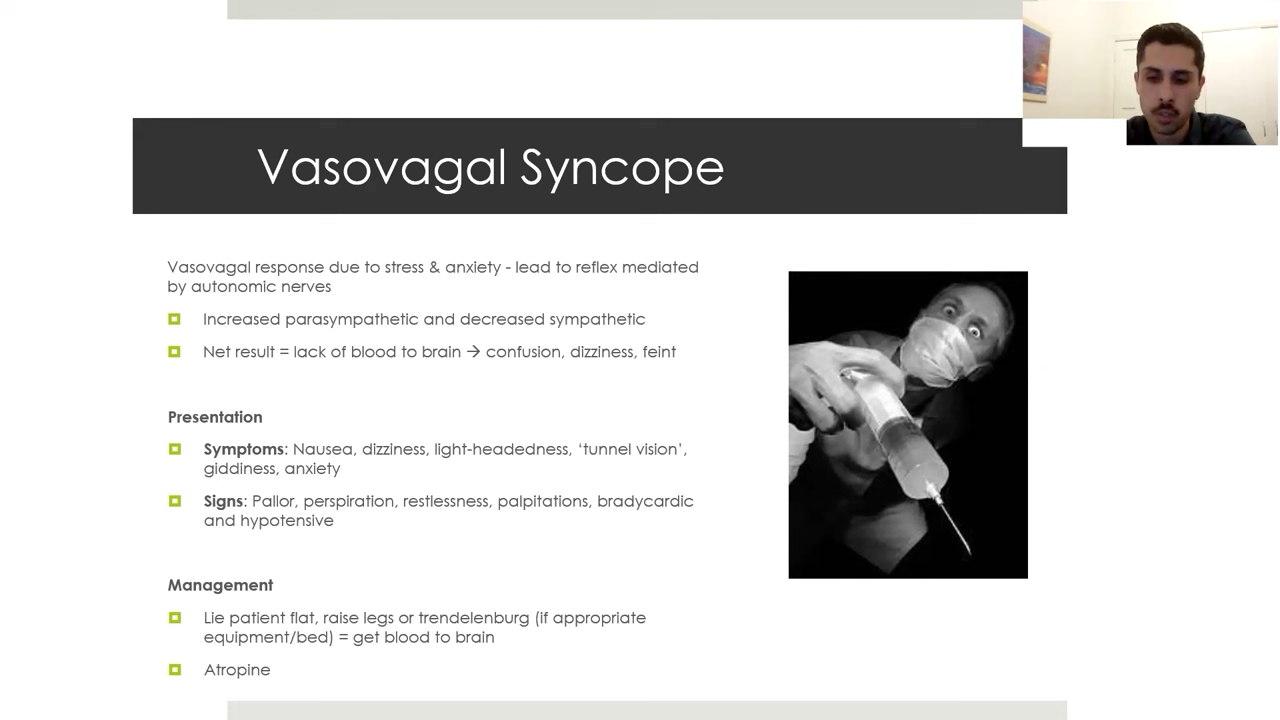 Vasovagal Syncope
Vasovagal response due to stress & anxiety - lead to reflex mediated
by autonomic nerves
Increased parasympathetic and decreased sympathetic
Net result = lack of blood to brain → confusion, dizziness, feint
Presentation
Symptoms: Nausea, dizziness, light-headedness, ‘tunnel vision’,
giddiness, anxiety
Signs: Pallor, perspiration, restlessness, palpitations, bradycardic
and hypotensive
Management
Lie patient flat, raise legs or trendelenburg (if appropriate
equipment/bed) = get blood to brain
Atropine